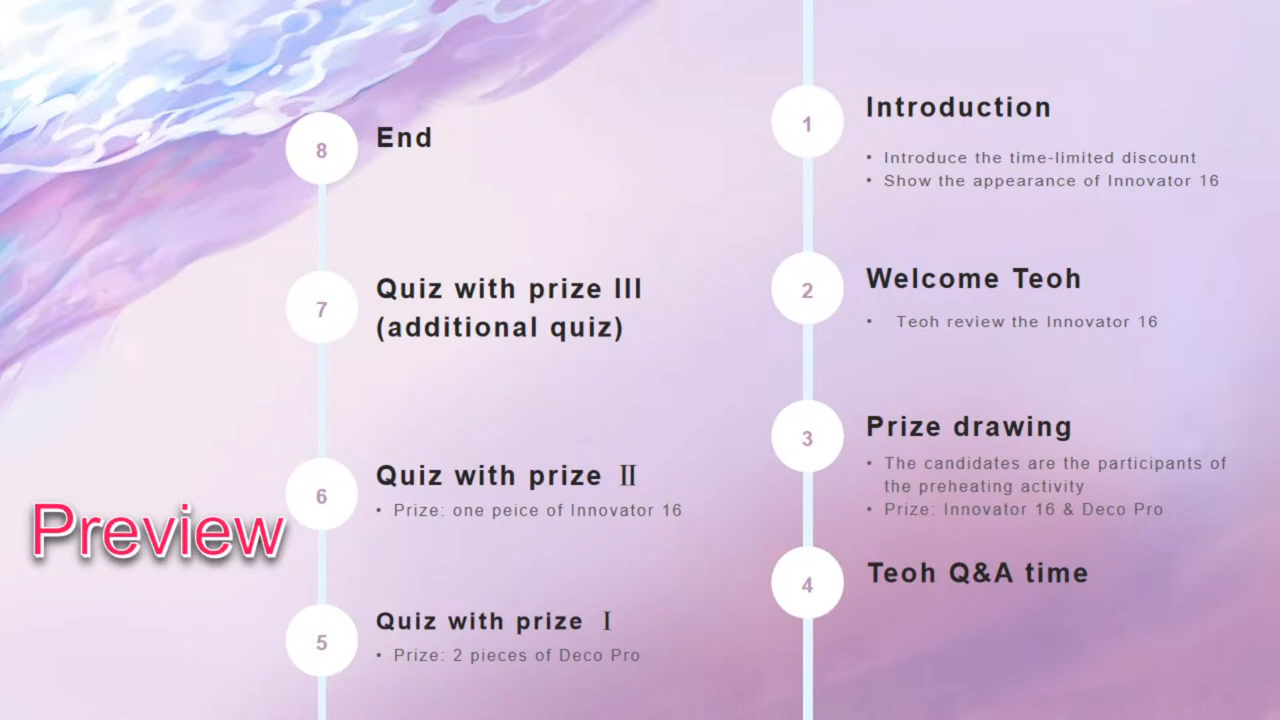 1
Introduction
• Introduce the time-limited discount
• Show the appearance of Innovator 16
2
Welcome Teoh
• Teoh review the Innovator 16
3
Prize drawing
• The candidates are the participants of
the preheating activity
• Prize: Innovator 16 & Deco Pro
4
Teoh Q&A time
5
Quiz with prize Ⅰ
• Prize: 2 pieces of Deco Pro
6
Quiz with prize Ⅱ
• Prize: one peice of Innovator 16
7
Quiz with prize III
(additional quiz)
8
End
Preview